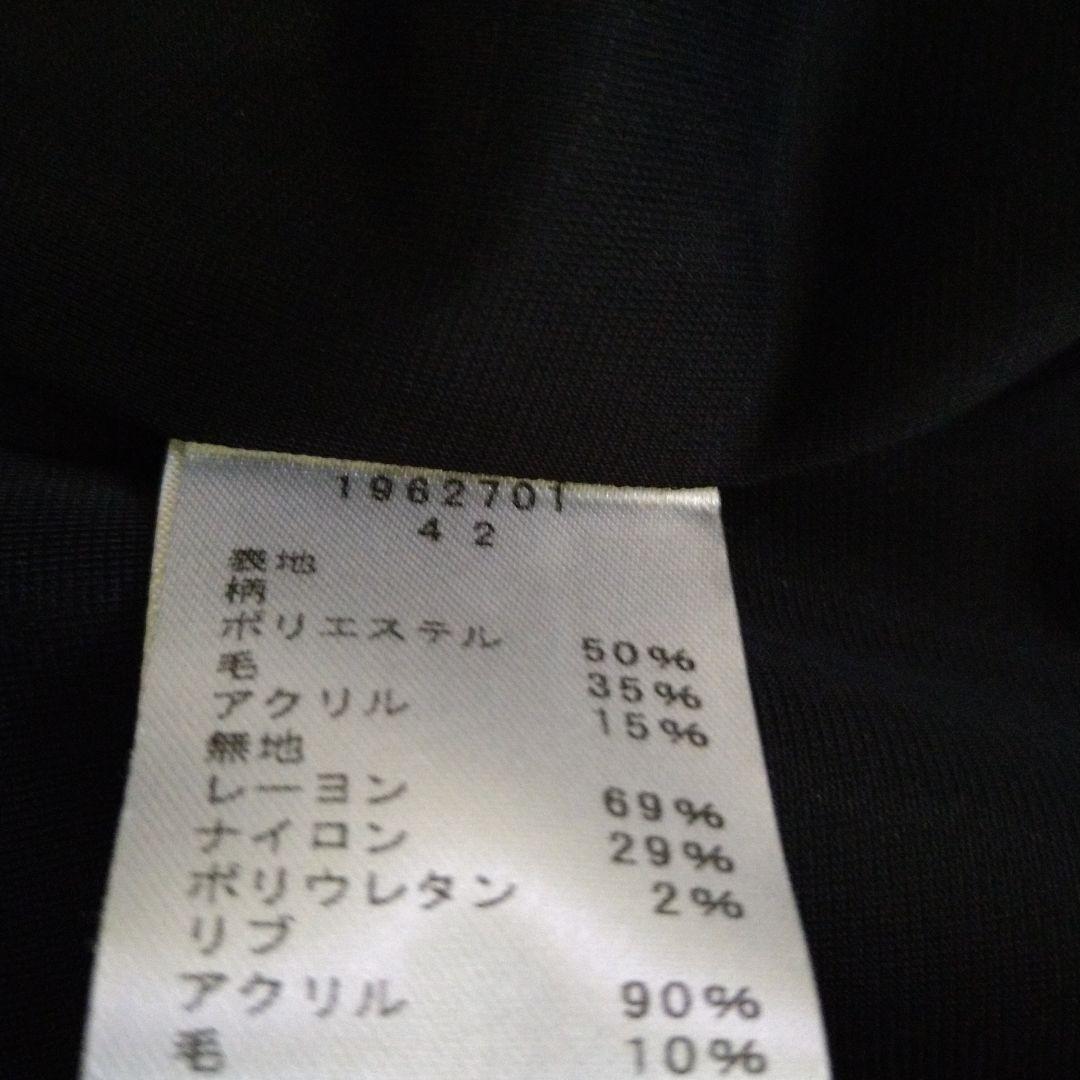 1962701
42
表地
柄
ポリエステル 50%
毛 35%
アクリル 15%
無地
レーヨン 69%
ナイロン 29%
ポリウレタン 2%
リブ
アクリル 90%
毛 10%